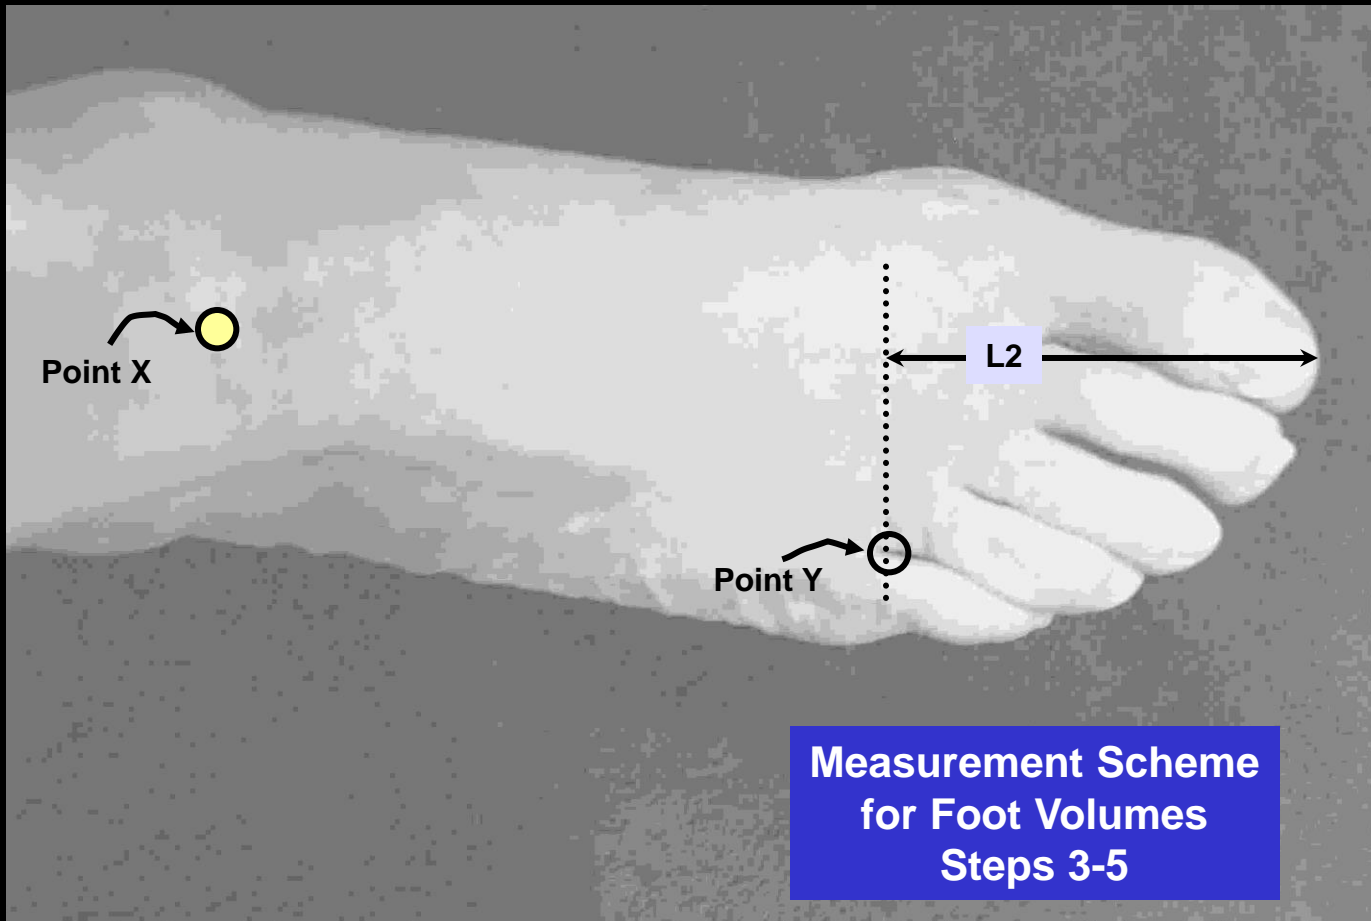 Point X
L2
Point Y
Measurement Scheme
for Foot Volumes
Steps 3-5